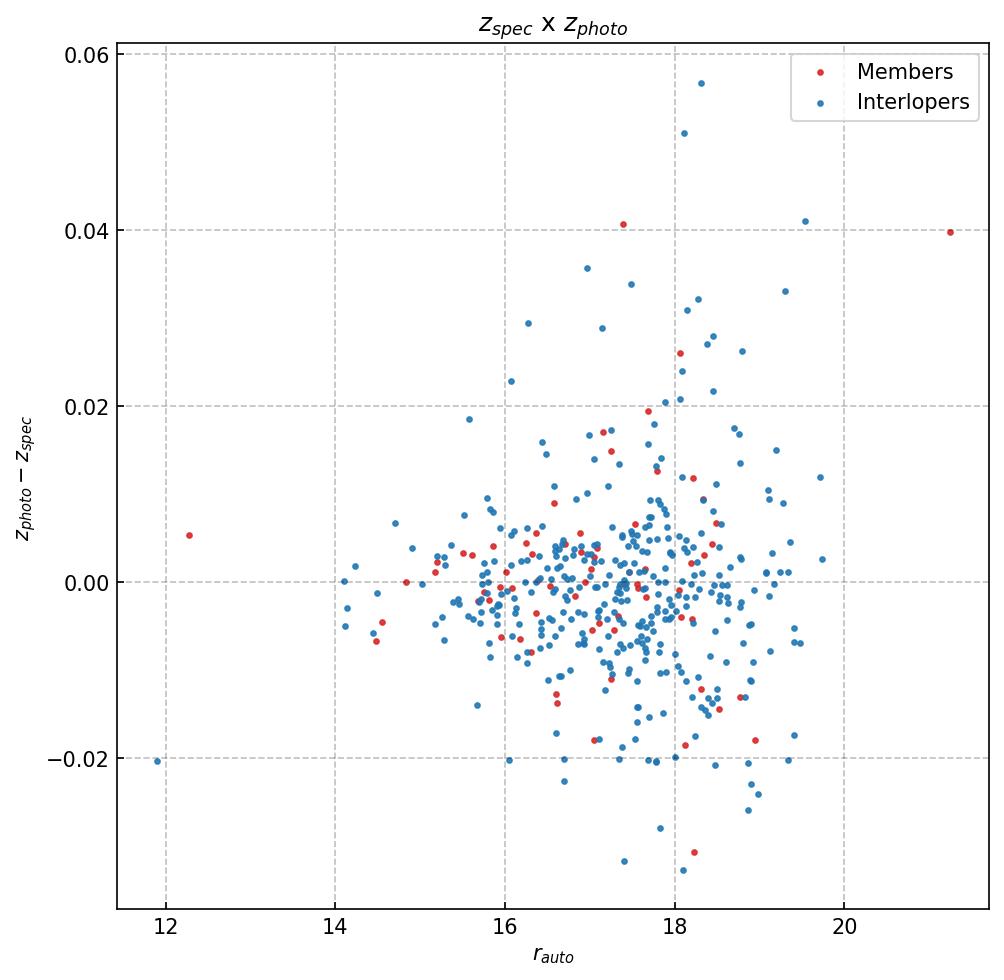 z_spec x z_photo
Members
Interlopers
0.06
0.04
0.02
0.00
−0.02
z_photo − z_spec
12 14 16 18 20
r_auto